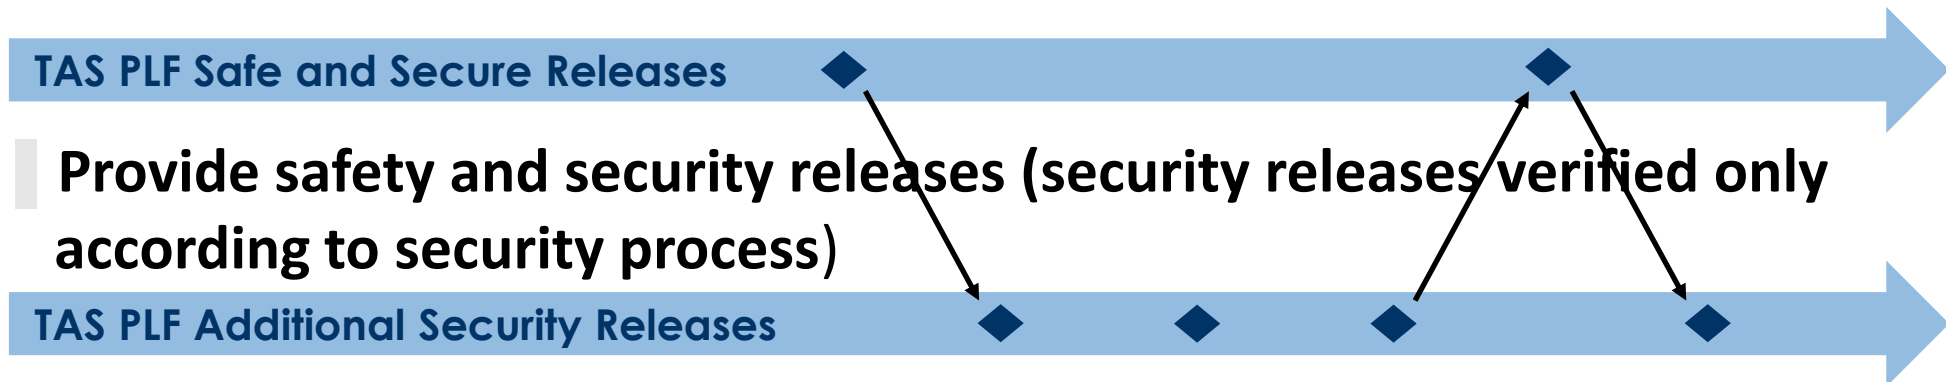 TAS PLF Safe and Secure Releases
Provide safety and security releases (security releases verified only
according to security process)
TAS PLF Additional Security Releases